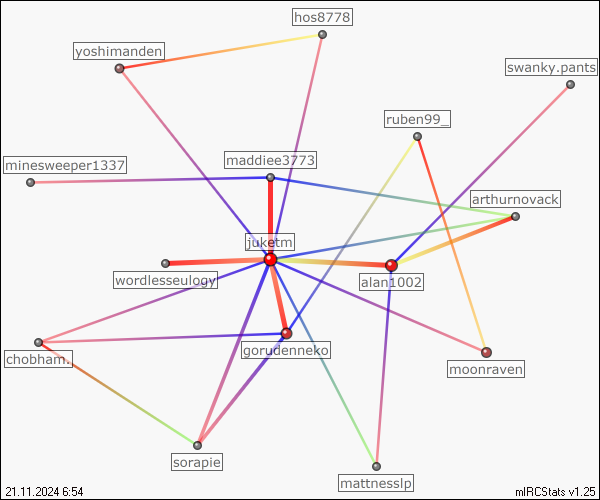 hos8778
yoshimanden
swanky.pants
ruben99_
maddiee3773
minesweeper1337
arthurnovack
juketm
wordlesseulogy
alan1002
gorudenneko
chobham.
moonraven
sorapie
mattnesslp
21.11.2024 6:54
mIRCStats v1.25